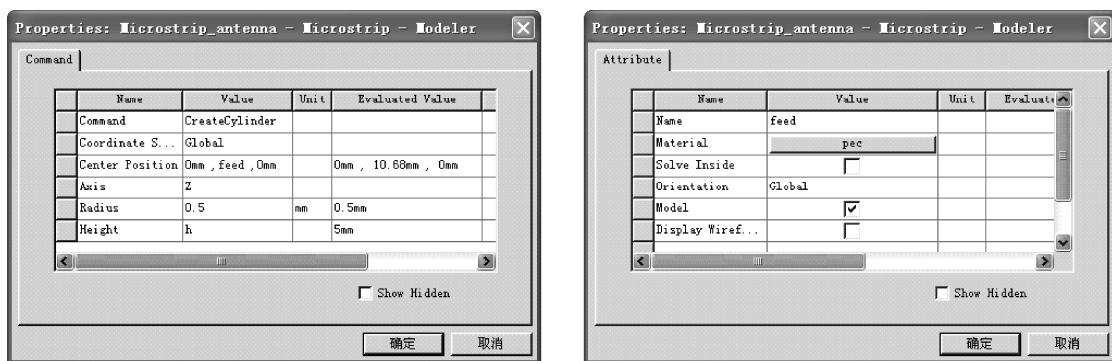 Properties: Microstrip_antenna - Microstrip - Modeler
Command
Name Value Unit Evaluated Value
Command CreateCylinder
Coordinate S... Global
Center Position 0mm ,feed ,0mm 0mm , 10.68mm , 0mm
Axis Z
Radius 0.5 mm 0.5mm
Height h 5mm
Show Hidden
确定 取消
Properties: Microstrip_antenna - Microstrip - Modeler
Attribute
Name Value Unit Evaluate
Name feed
Material pec
Solve Inside
Orientation Global
Model
Display Wiref...
Show Hidden
确定 取消